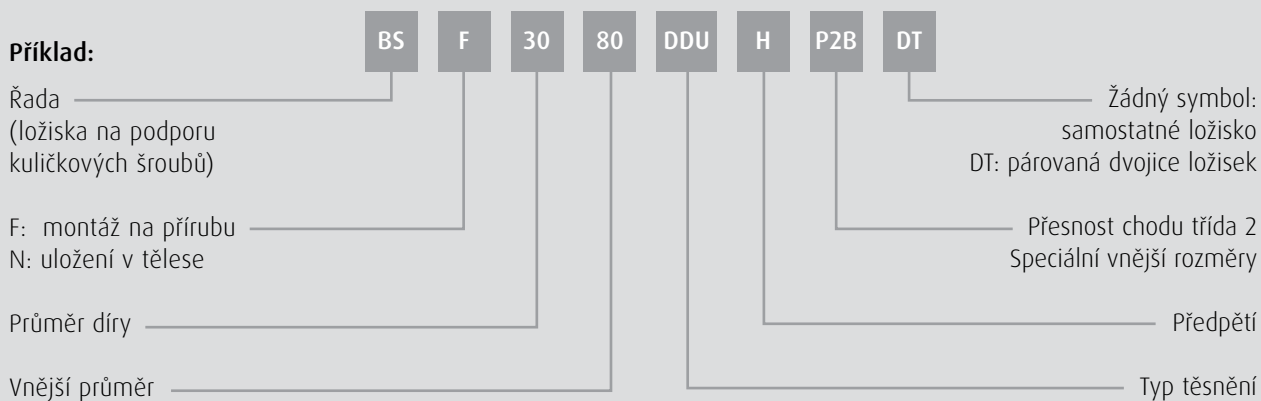 Příklad:
BS F 30 80 DDU H P2B DT
Řada
(ložiska na podporu
kuličkových šroubů)
F: montáž na přírubu
N: uložení v tělese
Průměr díry
Vnější průměr
Žádný symbol:
samostatné ložisko
DT: párovaná dvojice ložisek
Přesnost chodu třída 2
Speciální vnější rozměry
Předpětí
Typ těsnění